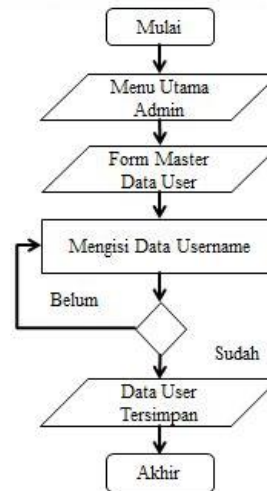 Mulai
Menu Utama
Admin
Form Master
Data User
Mengisi Data Username
Belum
Sudah
Data User
Tersimpan
Akhir